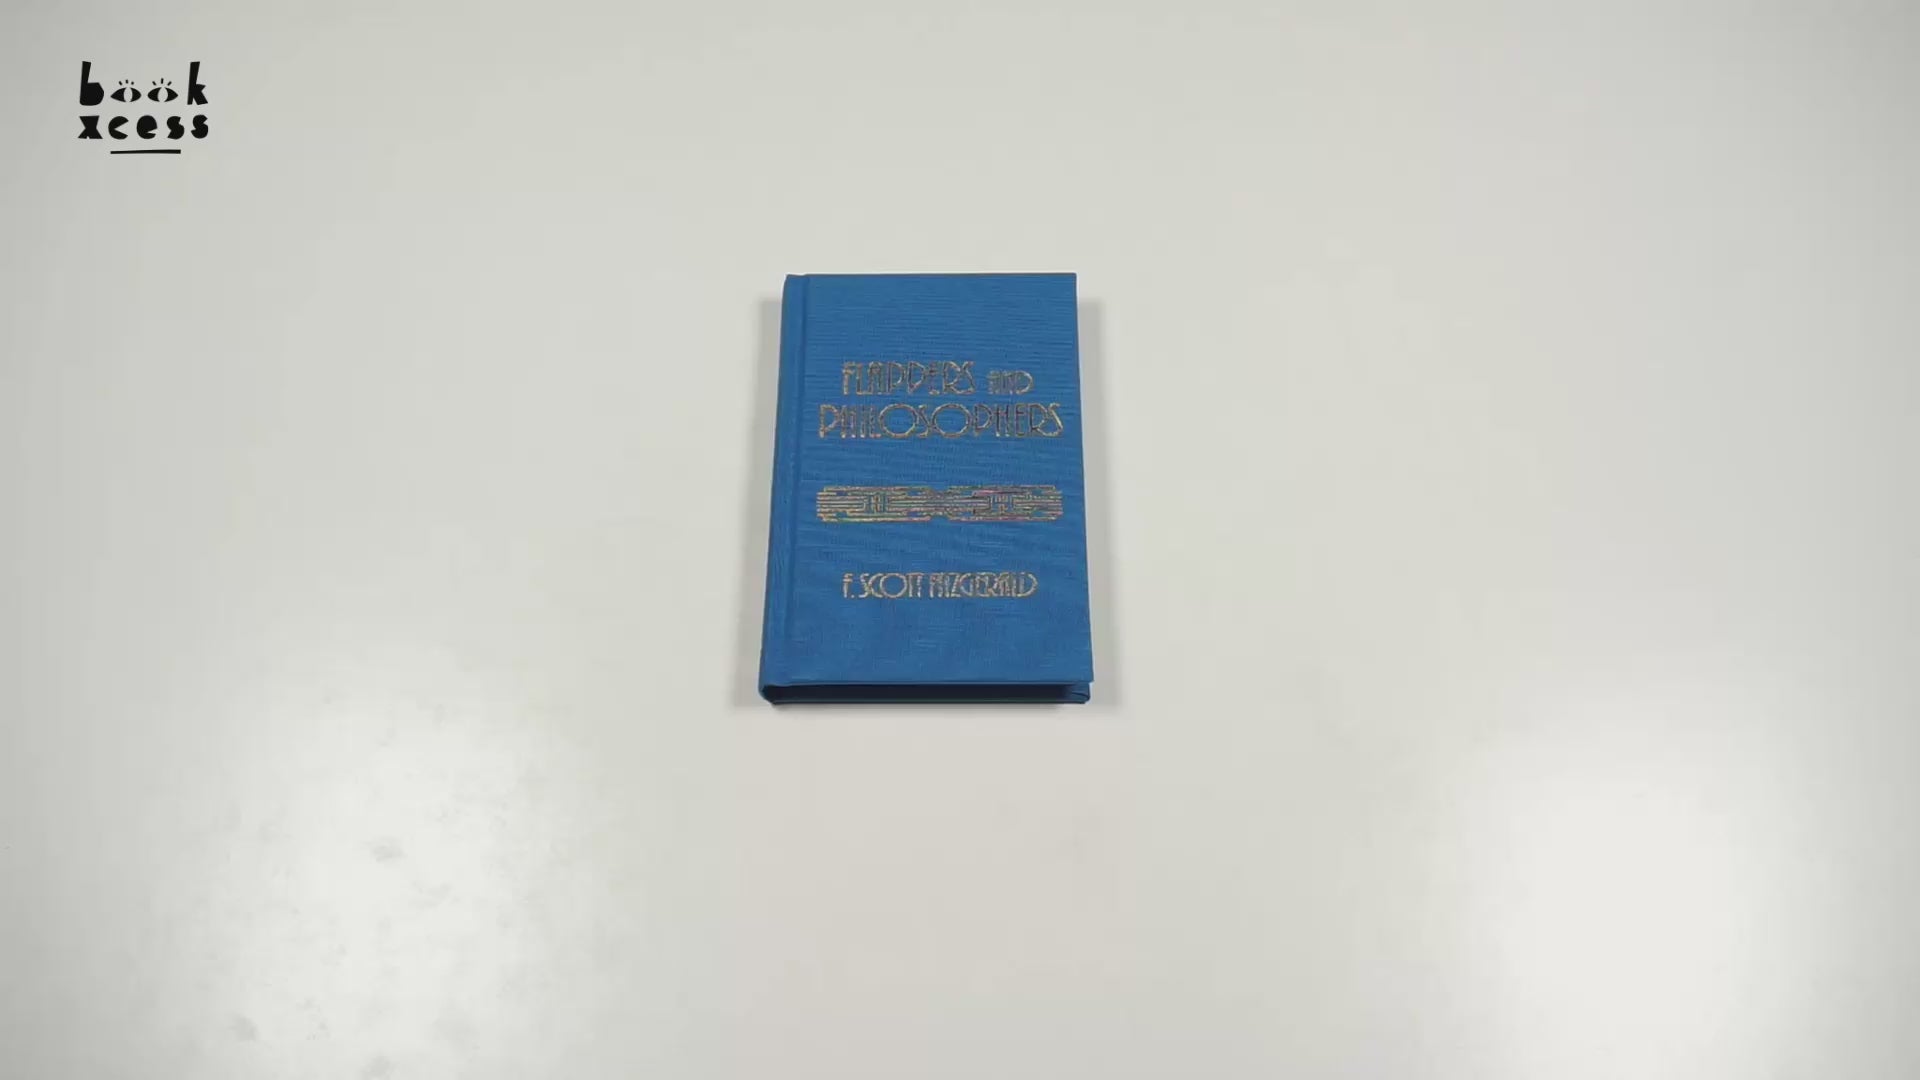 book
xcess
FLAPPERS AND
PHILOSOPHERS
F. SCOTT FITZGERALD